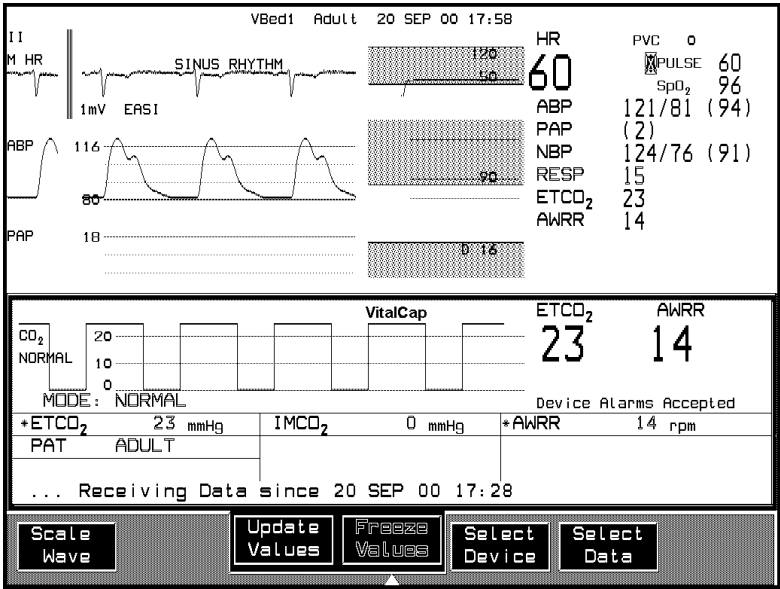 VBed1 Adult 20 SEP 00 17:58
II
M HR
SINUS RHYTHM
1mV EASI
120
50
HR
60
PVC 0
PULSE 60
SpO2 96
ABP 121/81 (94)
PAP (2)
NBP 124/76 (91)
RESP 15
ETCO2 23
AWRR 14
ABP 116
80
90
PAP 18
D 16
VitalCap
CO2
NORMAL
20
10
0
ETCO2 AWRR
23 14
MODE: NORMAL
Device Alarms Accepted
*ETCO2 23 mmHg IMCO2 0 mmHg *AWRR 14 rpm
PAT ADULT
... Receiving Data since 20 SEP 00 17:28
Scale
Wave
Update
Values
Freeze
Values
Select
Device
Select
Data